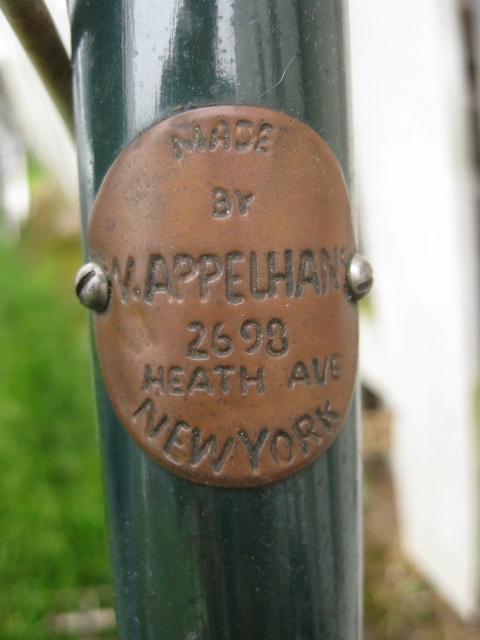 MADE
BY
W. APPELHANS
2698
HEATH AVE
NEW YORK